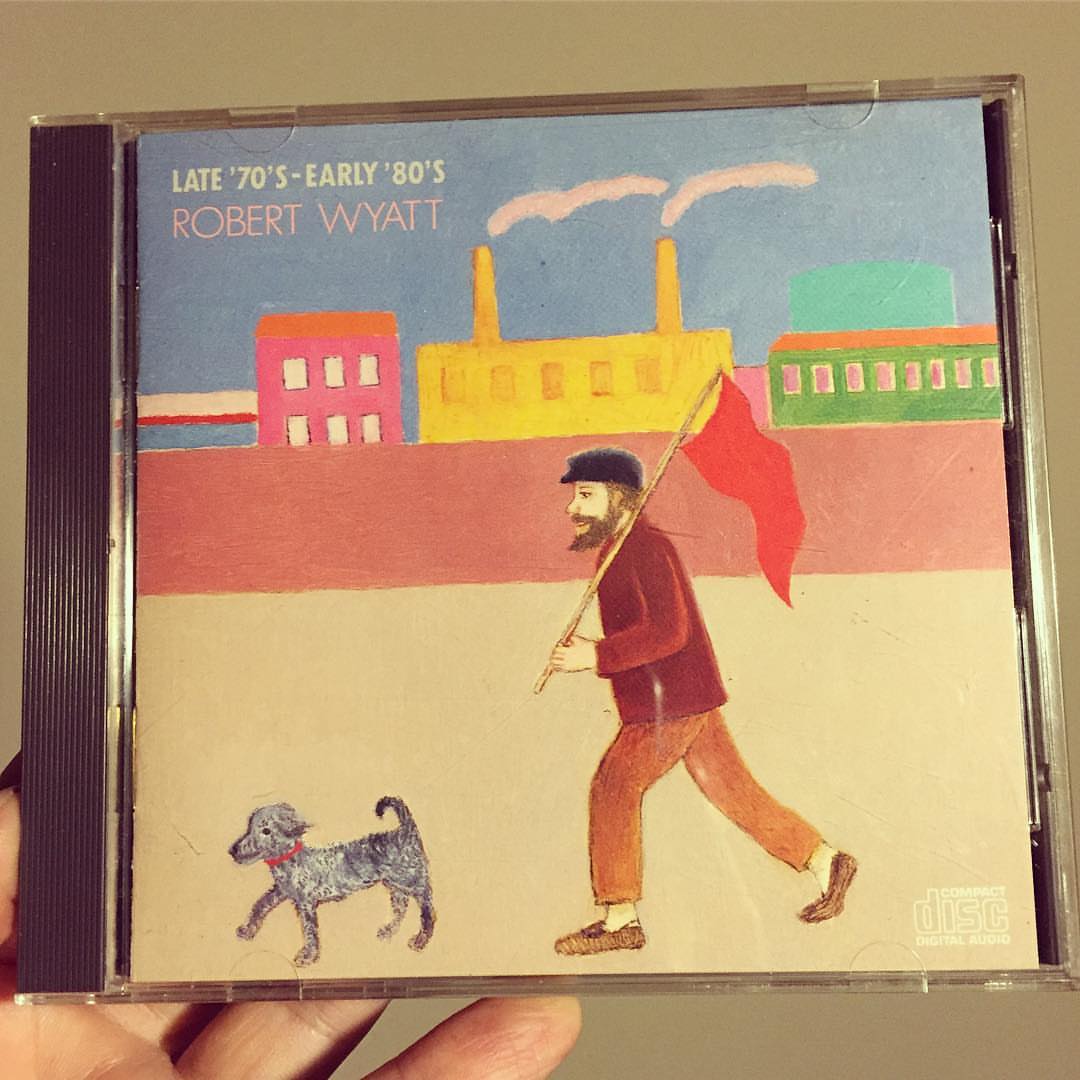 LATE '70'S - EARLY '80'S
ROBERT WYATT
COMPACT
disc
DIGITAL AUDIO